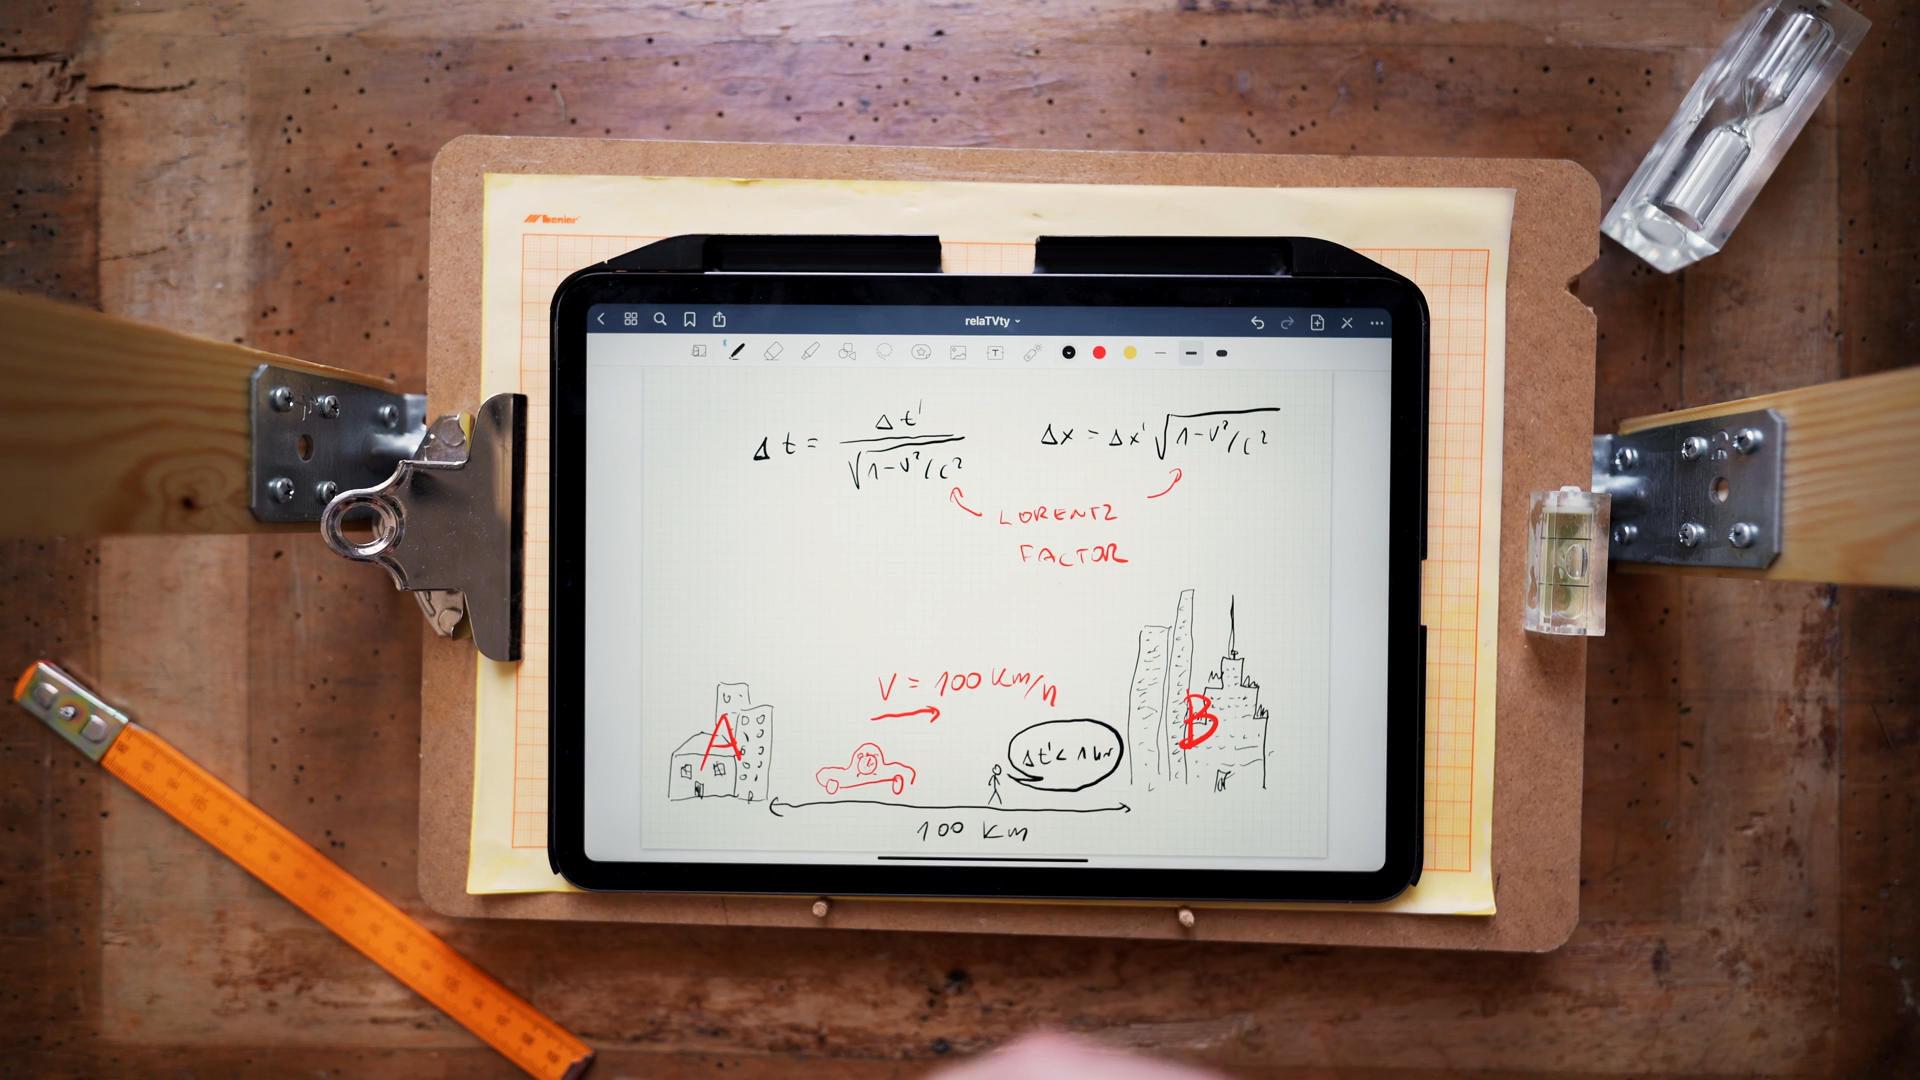 relaTVty
Δt = Δt' / √1-v²/c²
Δx = Δx' √1-v²/c²
LORENTZ
FACTOR
V = 100 Km/h
A
B
Δt' < 1 hr
100 Km